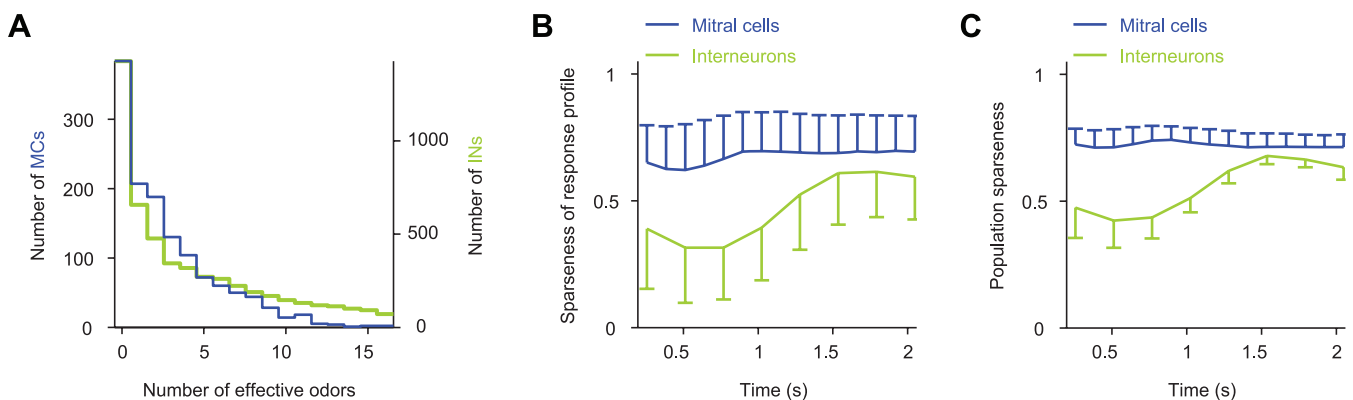 A
Number of MCs
300
200
100
0
1000
500
0
Number of INs
0
5
10
15
Number of effective odors
B
Mitral cells
Interneurons
Sparseness of response profile
1
0.5
0
0.5
1
1.5
2
Time (s)
C
Mitral cells
Interneurons
Population sparseness
1
0.5
0
0.5
1
1.5
2
Time (s)